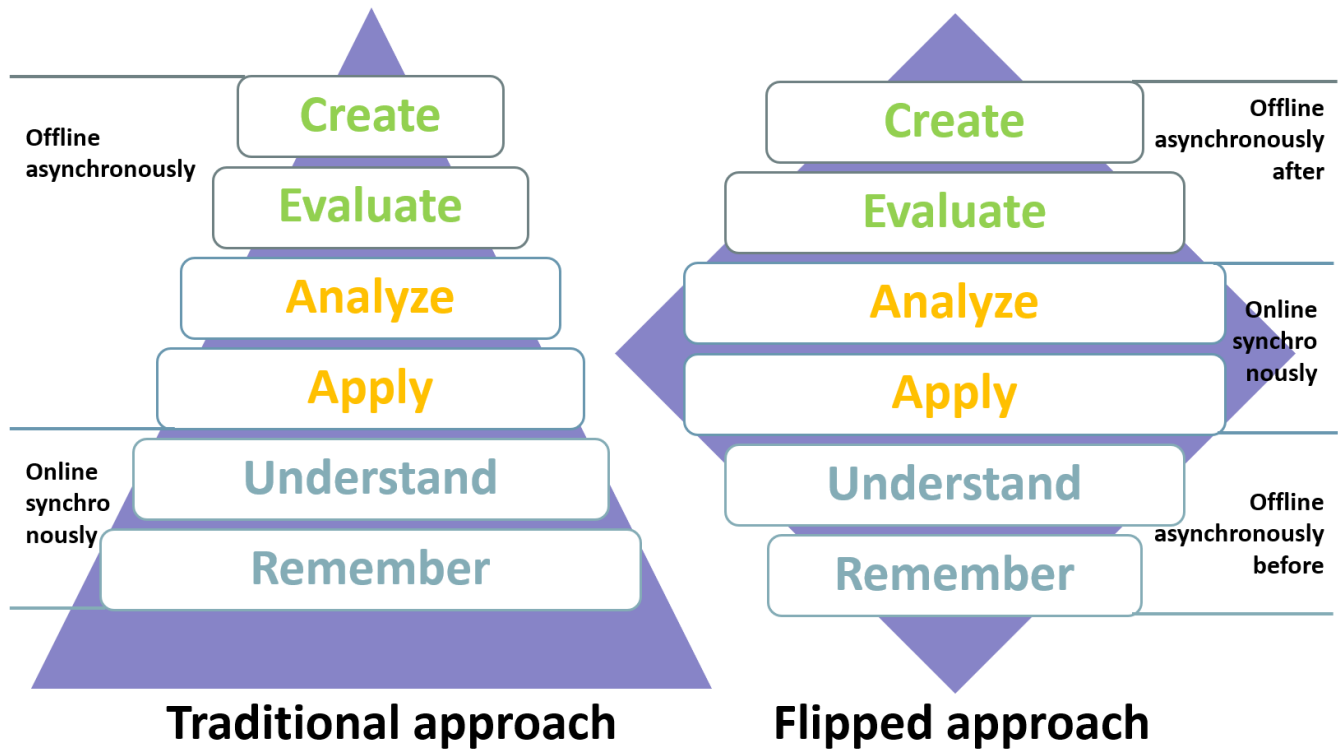 Offline
asynchronously
Create
Evaluate
Analyze
Apply
Online
synchro
nously
Understand
Remember
Traditional approach
Create
Evaluate
Offline
asynchronously
after
Analyze
Apply
Online
synchro
nously
Understand
Remember
Offline
asynchronously
before
Flipped approach